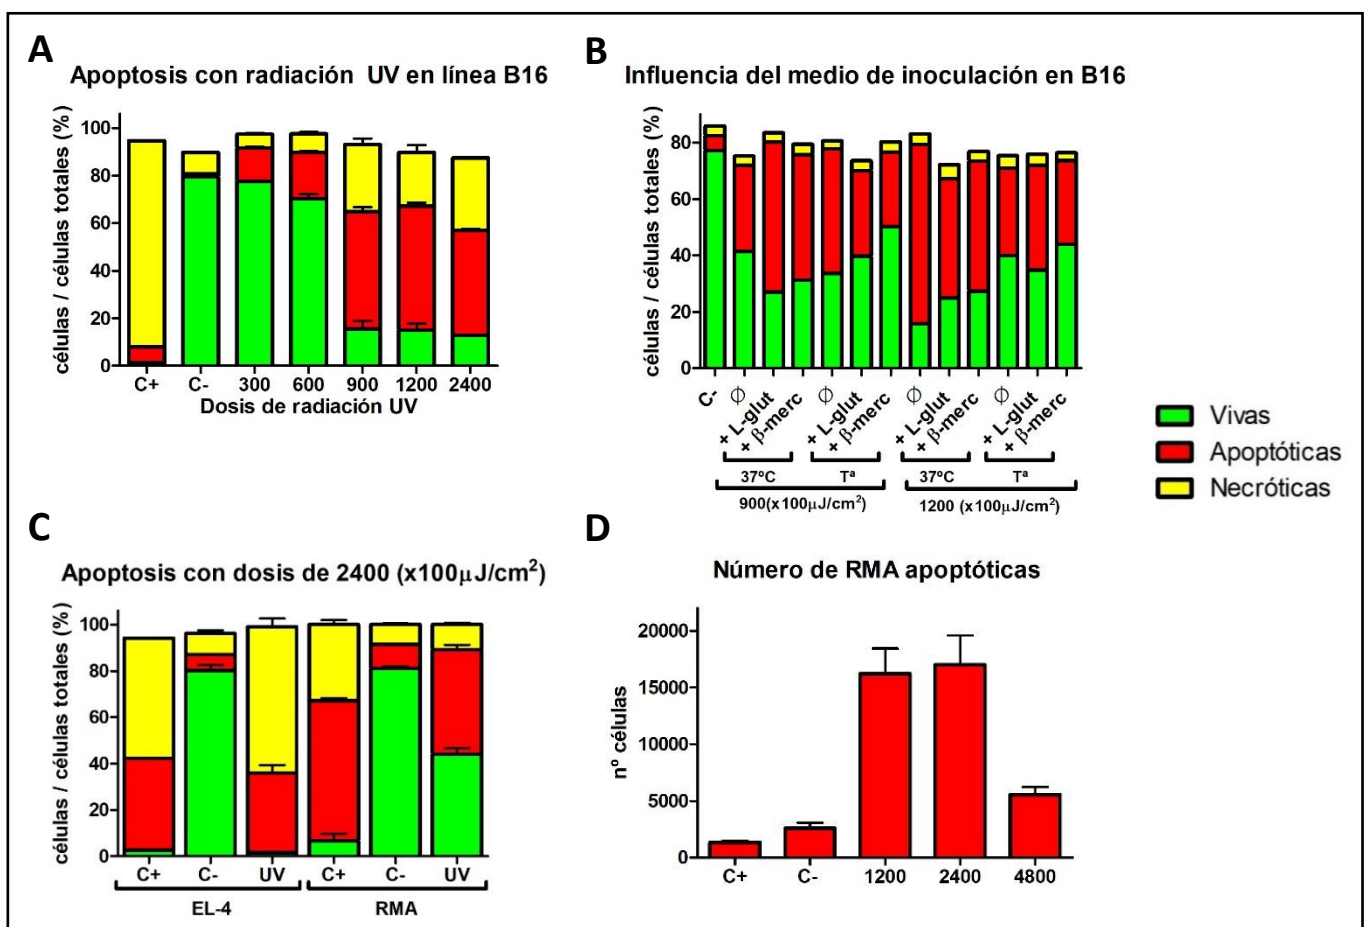 A
Apoptosis con radiación UV en línea B16
células / células totales (%)
100
80
60
40
20
0
C+ C- 300 600 900 1200 2400
Dosis de radiación UV
B
Influencia del medio de inoculación en B16
células / células totales (%)
80
60
40
20
0
C- Φ + L-glut + β-merc Φ + L-glut + β-merc Φ + L-glut + β-merc Φ + L-glut + β-merc
37ºC Tª 37ºC Tª
900(x100μJ/cm²) 1200 (x100μJ/cm²)
Vivas
Apoptóticas
Necróticas
C
Apoptosis con dosis de 2400 (x100μJ/cm²)
células / células totales (%)
100
80
60
40
20
0
C+ C- UV C+ C- UV
EL-4 RMA
D
Número de RMA apoptóticas
nº células
20000
15000
10000
5000
0
C+ C- 1200 2400 4800